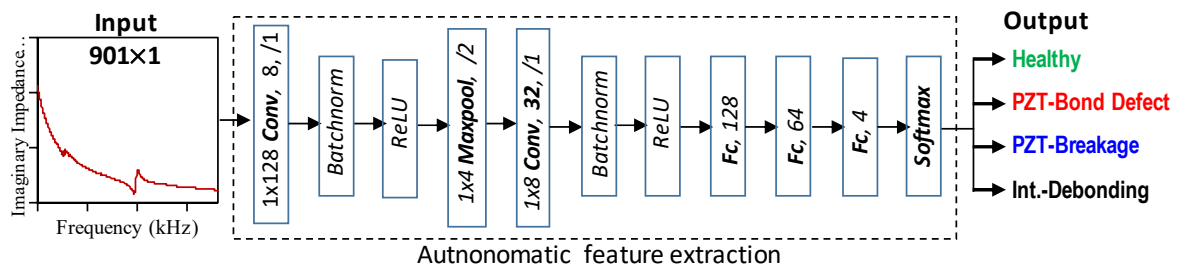 Input
901×1
Imaginary Impedance…
Frequency (kHz)
1x128 Conv, 8, /1
Batchnorm
ReLU
1x4 Maxpool, /2
1x8 Conv, 32, /1
Batchnorm
ReLU
Fc, 128
Fc, 64
Fc, 4
Softmax
Autnonomatic feature extraction
Output
Healthy
PZT-Bond Defect
PZT-Breakage
Int.-Debonding